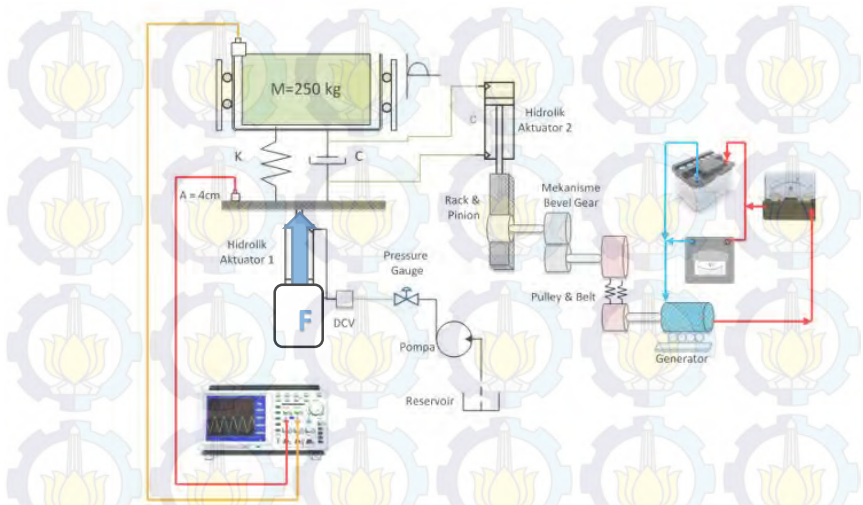 M=250 kg
K
C
A = 4cm
Hidrolik
Aktuator 1
F
DCV
Pressure
Gauge
Pompa
Reservoir
Hidrolik
Aktuator 2
Rack &
Pinion
Mekanisme
Bevel Gear
Pulley & Belt
Generator